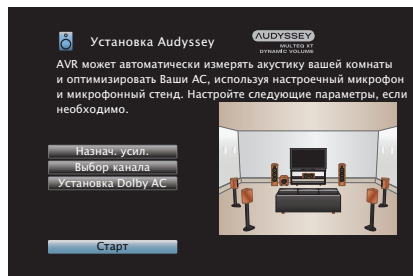 Установка Audyssey
AUDYSSEY
MULTEQ XT
DYNAMIC VOLUME
AVR может автоматически измерять акустику вашей комнаты
и оптимизировать Ваши АС, используя настроечный микрофон
и микрофонный стенд. Настройте следующие параметры, если
необходимо.
Назнач. усил.
Выбор канала
Установка Dolby АС
Старт